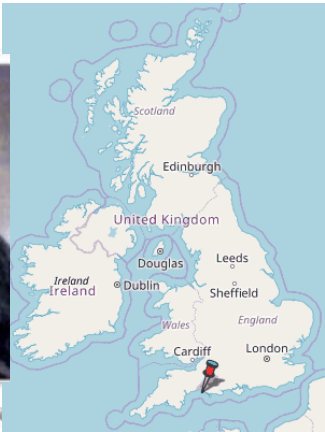 Scotland
Edinburgh
United Kingdom
Douglas
Leeds
Ireland
Ireland
Dublin
Sheffield
Wales
England
Cardiff
London